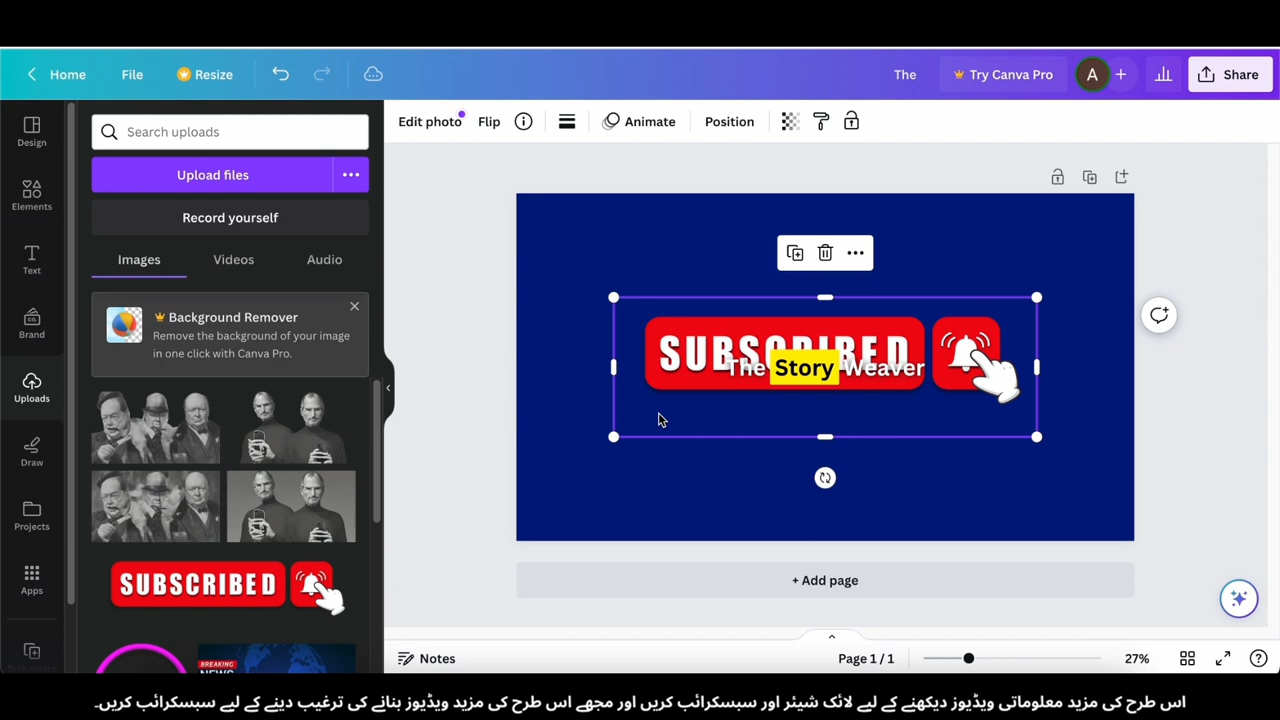 Home
File
Resize
The
Try Canva Pro
A
Share
Design
Elements
Text
Brand
Uploads
Draw
Projects
Apps
Search uploads
Upload files
Record yourself
Images
Videos
Audio
Background Remover
Remove the background of your image
in one click with Canva Pro.
SUBSCRIBED
BREAKING
Edit photo
Flip
Animate
Position
SUBSCRIBED
The Story Weaver
+ Add page
Notes
Page 1 / 1
27%
اس طرح کی مزید معلوماتی ویڈیوز دیکھنے کے لیے لائک شیئر اور سبسکرائب کریں اور مجھے اس طرح کی مزید ویڈیوز بنانے کی ترغیب دینے کے لیے سبسکرائب کریں۔